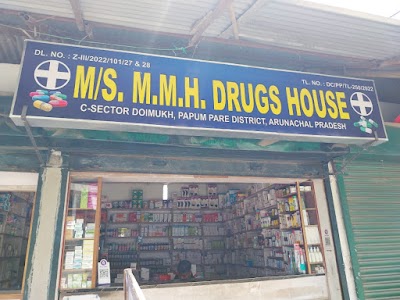 DL. NO. : Z-III/2022/101/27 & 28
TL. NO. : DC/PP/TL-250/2022
M/S. M.M.H. DRUGS HOUSE
C-SECTOR DOIMUKH, PAPUM PARE DISTRICT, ARUNACHAL PRADESH